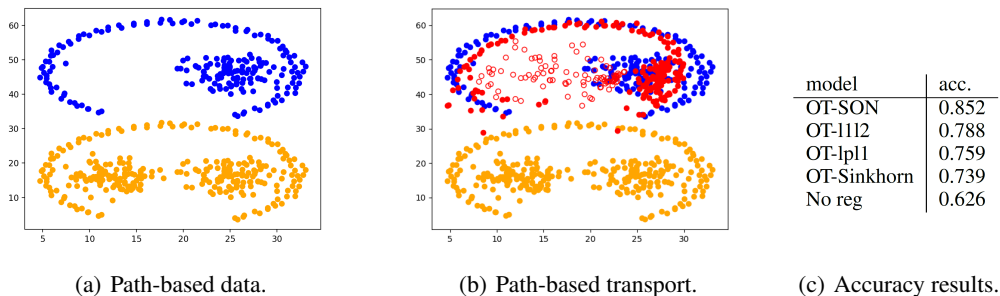 60
50
40
30
20
10
5 10 15 20 25 30
(a) Path-based data.
60
50
40
30
20
10
5 10 15 20 25 30
(b) Path-based transport.
model acc.
OT-SON 0.852
OT-l1l2 0.788
OT-lpl1 0.759
OT-Sinkhorn 0.739
No reg 0.626
(c) Accuracy results.